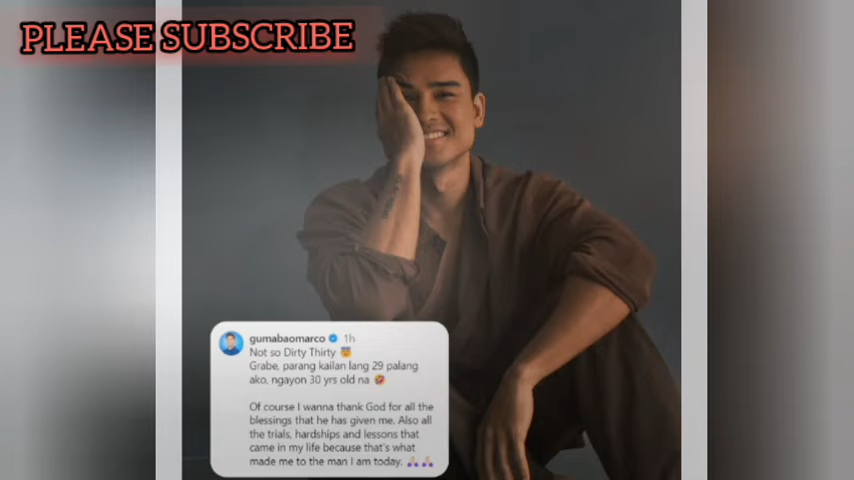 PLEASE SUBSCRIBE
gumabaomarco 1h
Not so Dirty Thirty 😇
Grabe, parang kailan lang 29 palang
ako, ngayon 30 yrs old na 🤣
Of course I wanna thank God for all the
blessings that he has given me. Also all
the trials, hardships and lessons that
came in my life because that's what
made me to the man I am today. 🙏🏼🙏🏼